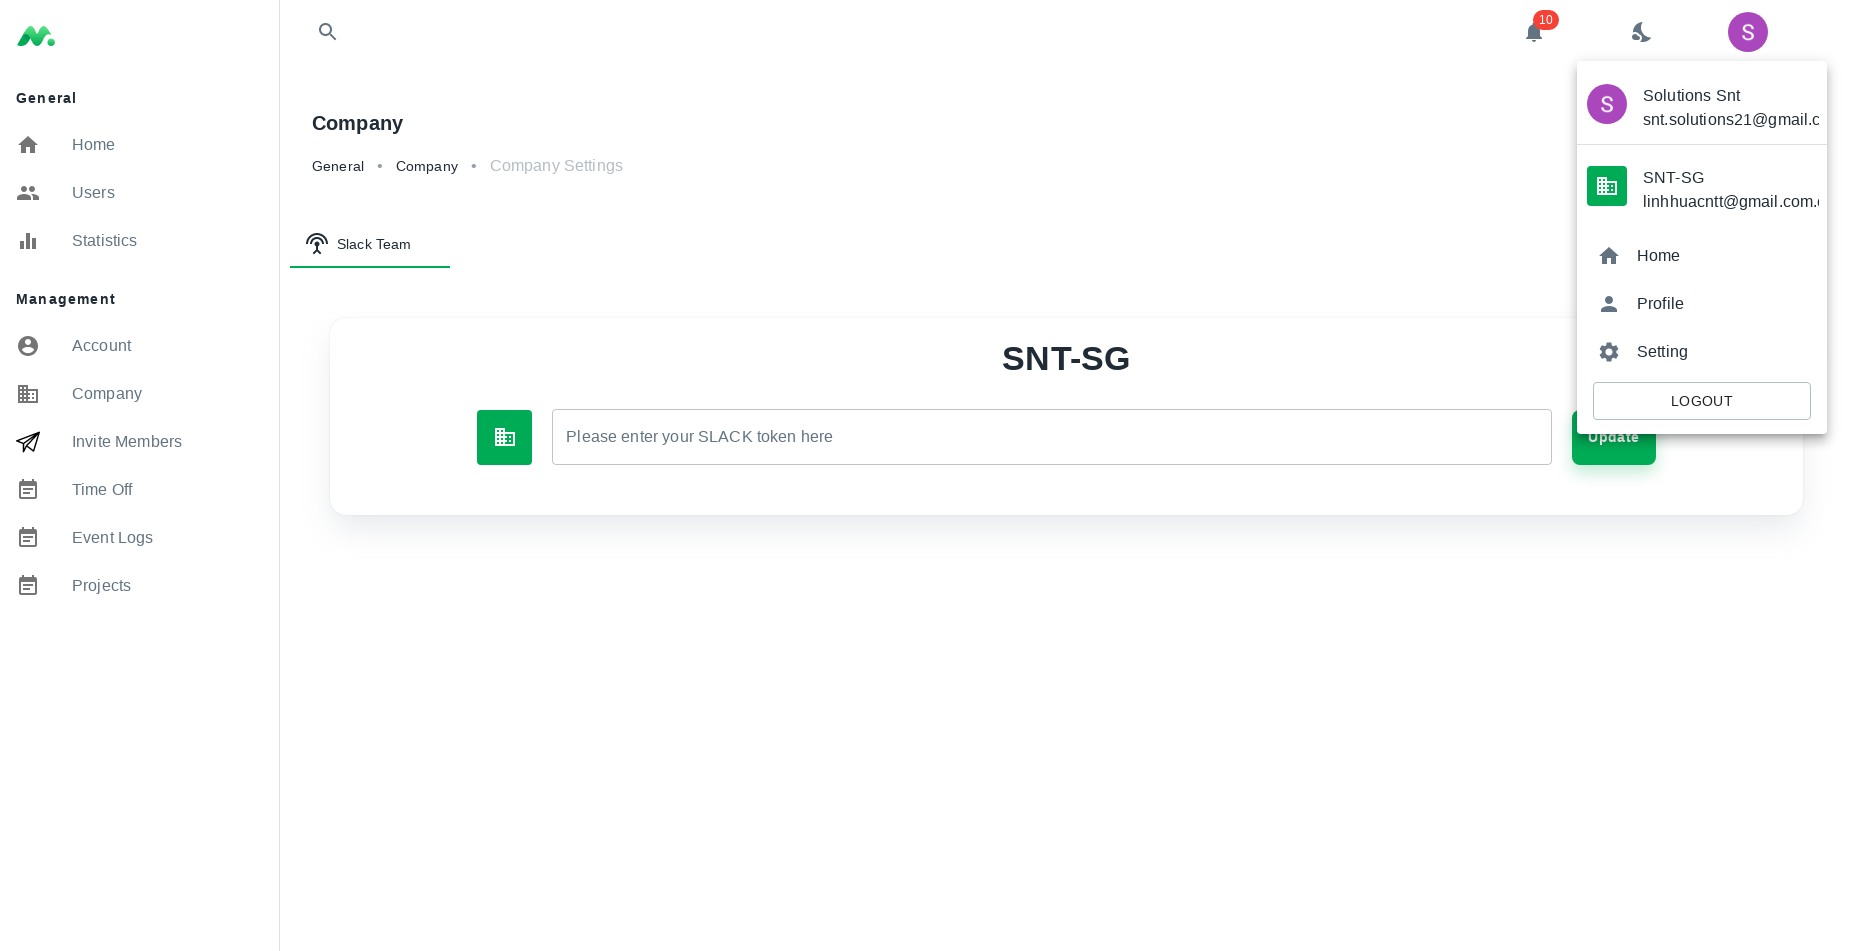 General
Home
Users
Statistics
Management
Account
Company
Invite Members
Time Off
Event Logs
Projects
10
S
Company
General • Company • Company Settings
Slack Team
SNT-SG
Please enter your SLACK token here
Update
S
Solutions Snt
snt.solutions21@gmail.c
SNT-SG
linhhuacntt@gmail.com.
Home
Profile
Setting
LOGOUT